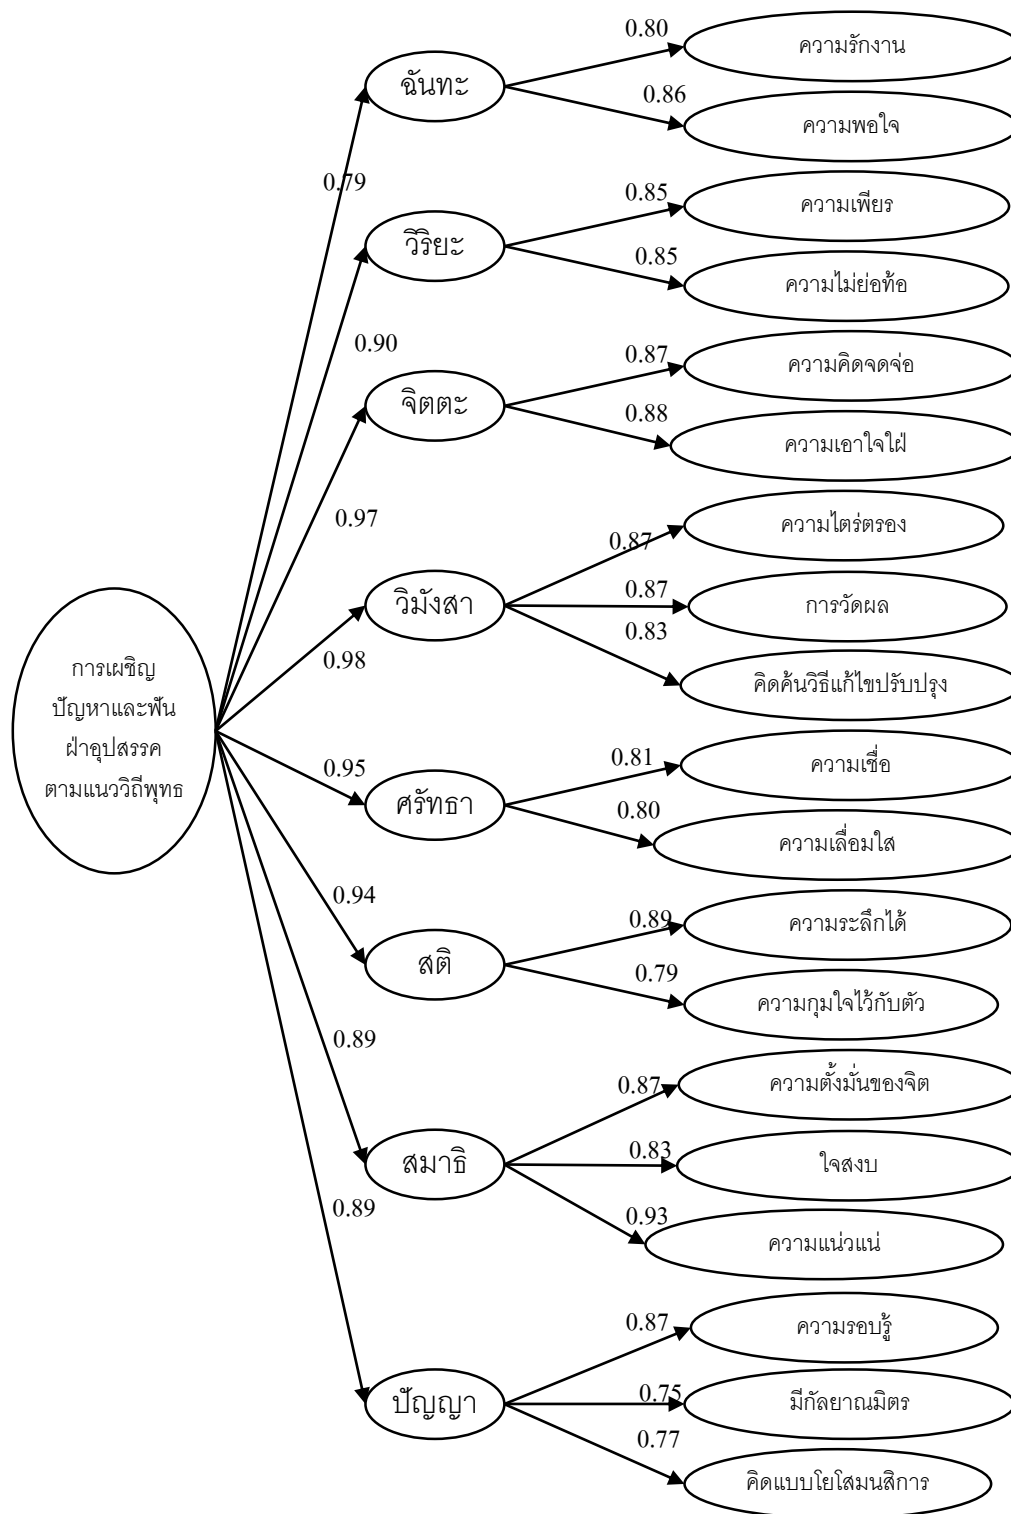 0.80
ความรักงาน
ฉันทะ
0.86
ความพอใจ
0.79
0.85
ความเพียร
วิริยะ
0.85
ความไม่ย่อท้อ
0.90
0.87
ความคิดจดจ่อ
จิตตะ
0.88
ความเอาใจใฝ่
0.97
0.87
ความไตร่ตรอง
วิมังสา
0.87
การวัดผล
0.83
คิดค้นวิธีแก้ไขปรับปรุง
0.98
การเผชิญ
ปัญหาและฟัน
ฝ่าอุปสรรค
ตามแนววิถีพุทธ
0.95
0.81
ความเชื่อ
ศรัทธา
0.80
ความเลื่อมใส
0.94
0.89
ความระลึกได้
สติ
0.79
ความกุมใจไว้กับตัว
0.89
0.87
ความตั้งมั่นของจิต
สมาธิ
0.83
ใจสงบ
0.93
ความแน่วแน่
0.89
0.87
ความรอบรู้
ปัญญา
0.75
มีกัลยาณมิตร
0.77
คิดแบบโยโสมนสิการ